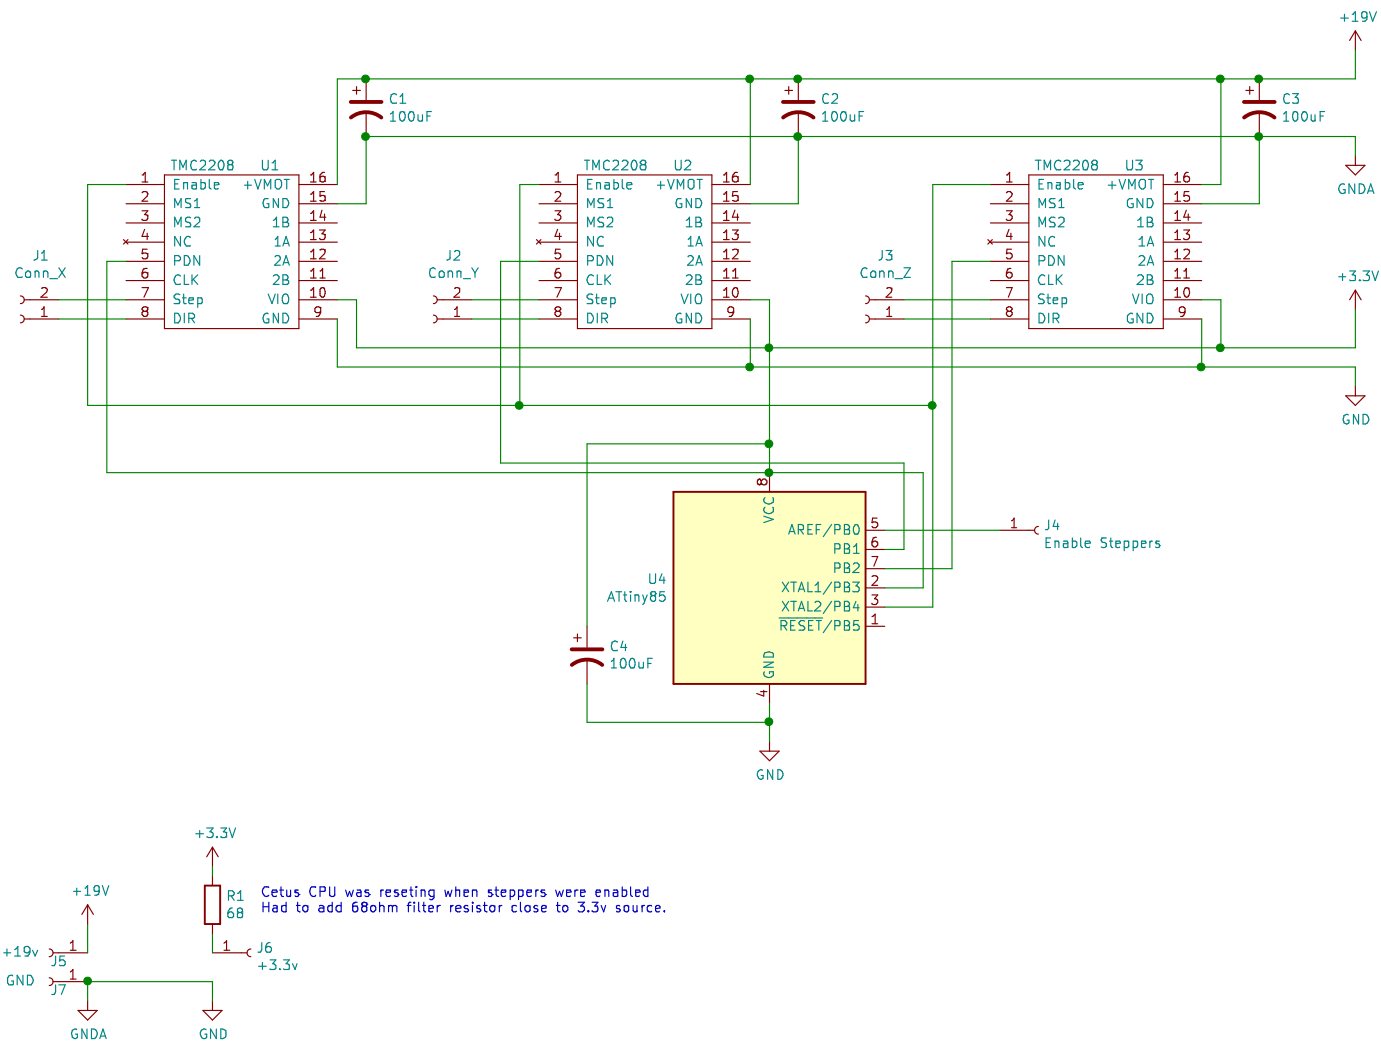 +19V
+ C1
100uF
+ C2
100uF
+ C3
100uF
GNDA
TMC2208 U1
1 Enable +VMOT 16
2 MS1 GND 15
3 MS2 1B 14
4 NC 1A 13
5 PDN 2A 12
6 CLK 2B 11
7 Step VIO 10
8 DIR GND 9
J1
Conn_X
2
1
TMC2208 U2
1 Enable +VMOT 16
2 MS1 GND 15
3 MS2 1B 14
4 NC 1A 13
5 PDN 2A 12
6 CLK 2B 11
7 Step VIO 10
8 DIR GND 9
J2
Conn_Y
2
1
TMC2208 U3
1 Enable +VMOT 16
2 MS1 GND 15
3 MS2 1B 14
4 NC 1A 13
5 PDN 2A 12
6 CLK 2B 11
7 Step VIO 10
8 DIR GND 9
J3
Conn_Z
2
1
+3.3V
GND
8
VCC
AREF/PB0 5
PB1 6
PB2 7
XTAL1/PB3 2
XTAL2/PB4 3
RESET/PB5 1
U4
ATtiny85
GND
4
1 J4
Enable Steppers
+ C4
100uF
GND
+3.3V
R1
68
Cetus CPU was reseting when steppers were enabled
Had to add 68ohm filter resistor close to 3.3v source.
1 J6
+3.3v
+19V
+19v 1
J5
GND 1
J7
GNDA
GND